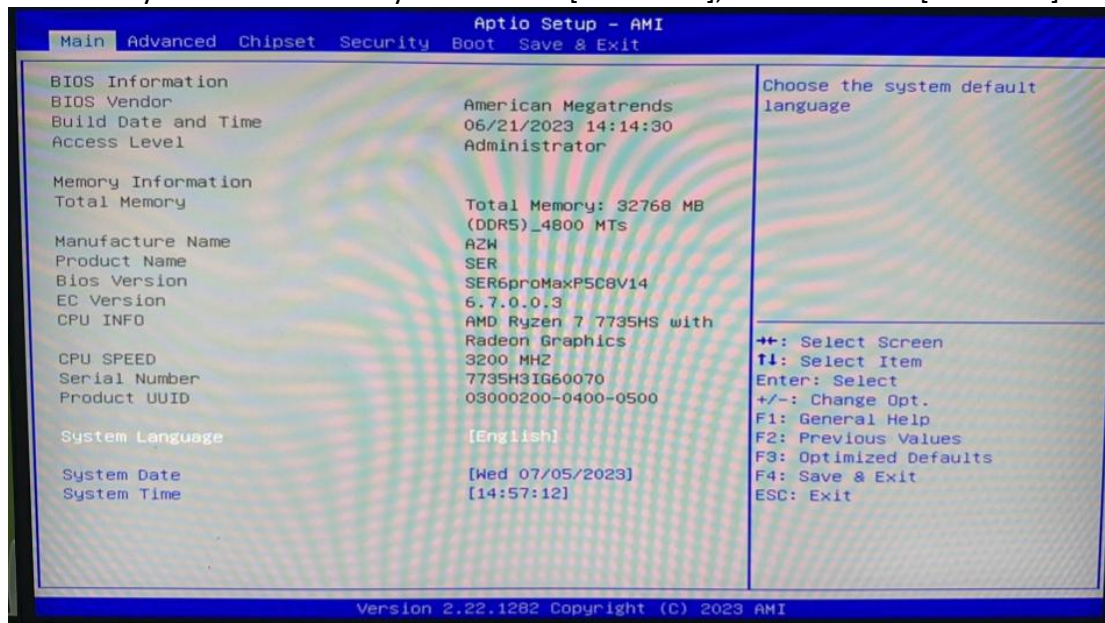 Aptio Setup - AMI
Main Advanced Chipset Security Boot Save & Exit
BIOS Information
BIOS Vendor American Megatrends
Build Date and Time 06/21/2023 14:14:30
Access Level Administrator
Memory Information
Total Memory Total Memory: 32768 MB
(DDR5)_4800 MTs
Manufacture Name AZW
Product Name SER
Bios Version SER6proMaxP5C8V14
EC Version 6.7.0.0.3
CPU INFO AMD Ryzen 7 7735HS with
Radeon Graphics
CPU SPEED 3200 MHZ
Serial Number 7735H3IG60070
Product UUID 03000200-0400-0500
System Language [English]
System Date [Wed 07/05/2023]
System Time [14:57:12]
Choose the system default
language
→←: Select Screen
↑↓: Select Item
Enter: Select
+/-: Change Opt.
F1: General Help
F2: Previous Values
F3: Optimized Defaults
F4: Save & Exit
ESC: Exit
Version 2.22.1282 Copyright (C) 2023 AMI